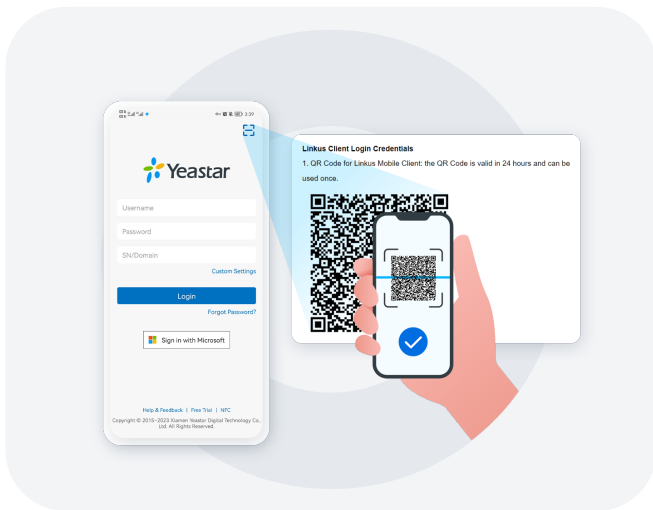 3:39
Yeastar
Username
Password
SN/Domain
Custom Settings
Login
Forgot Password?
Sign in with Microsoft
Help & Feedback | Free Trial | NFC
Copyright © 2015-2023 Xiamen Yeastar Digital Technology Co.,
Ltd. All Rights Reserved.
Linkus Client Login Credentials
1. QR Code for Linkus Mobile Client: the QR Code is valid in 24 hours and can be
used once.